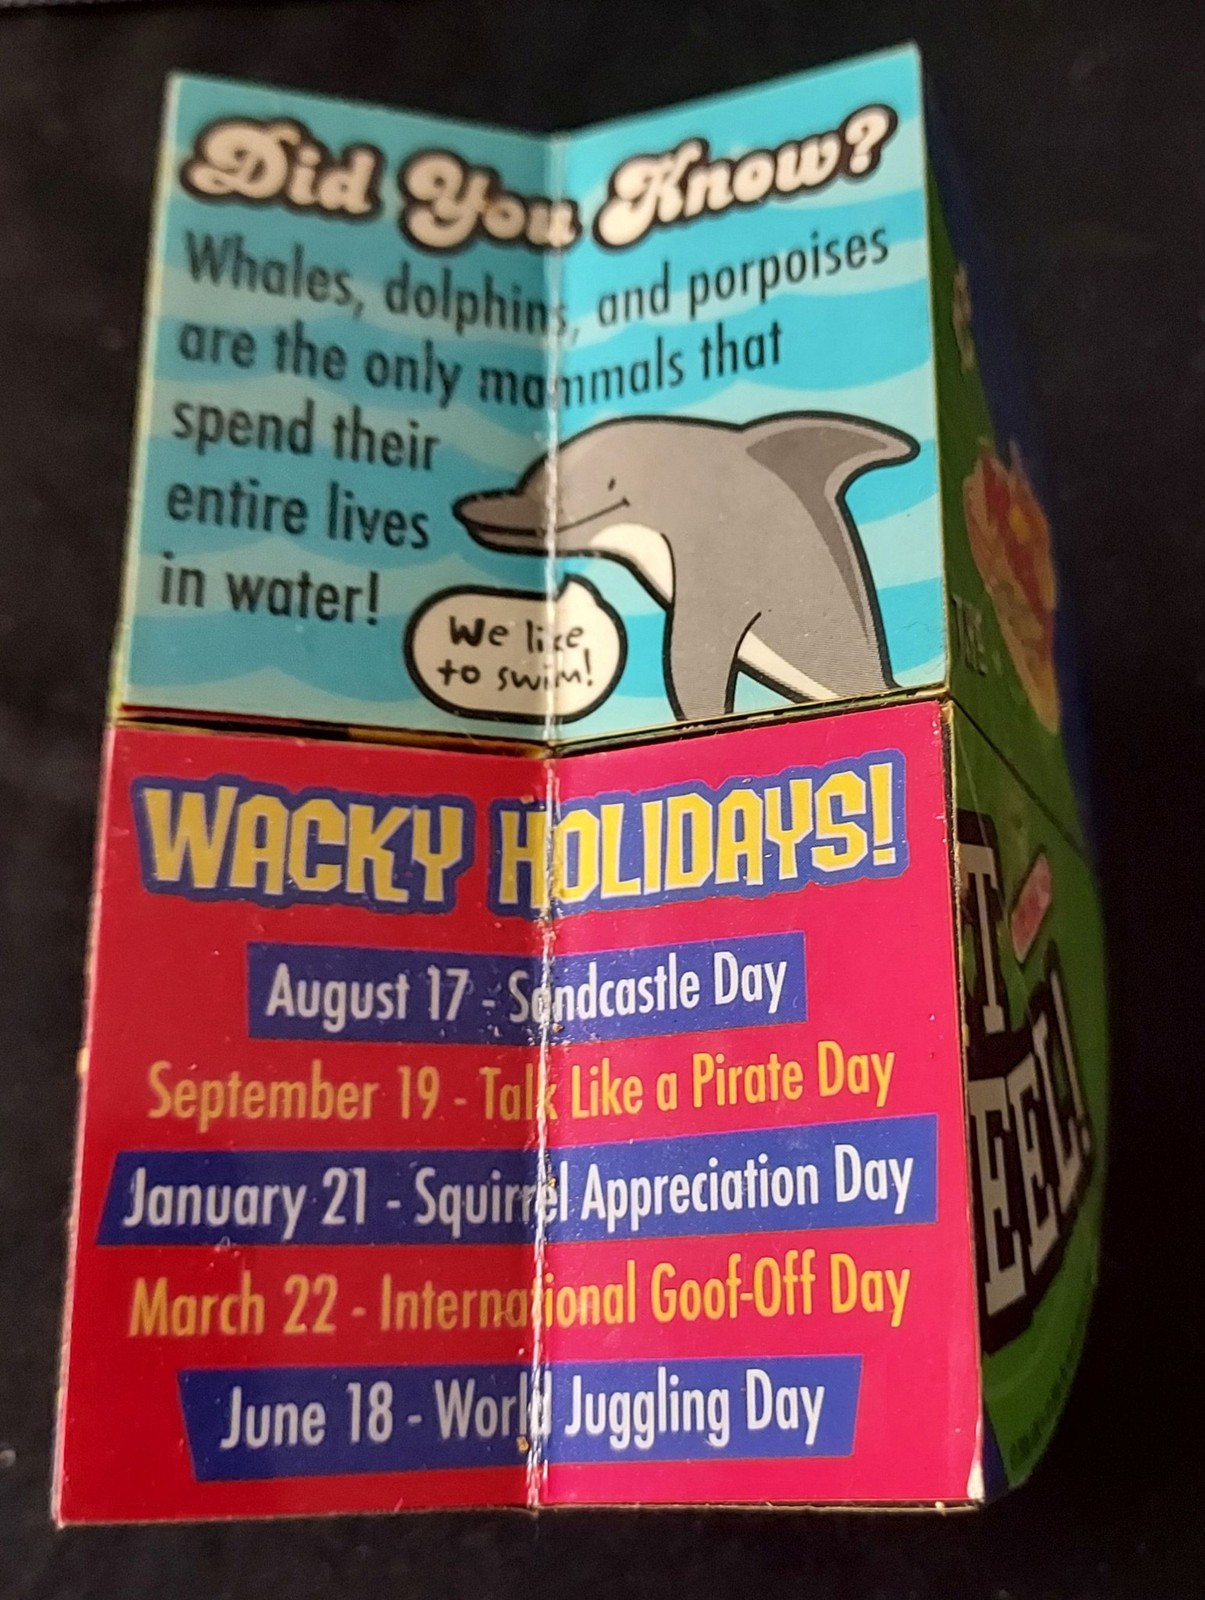 Did You Know?
Whales, dolphins, and porpoises
are the only mammals that
spend their
entire lives
in water!
We like
to swim!
WACKY HOLIDAYS!
August 17 - Sandcastle Day
September 19 - Talk Like a Pirate Day
January 21 - Squirrel Appreciation Day
March 22 - International Goof-Off Day
June 18 - World Juggling Day